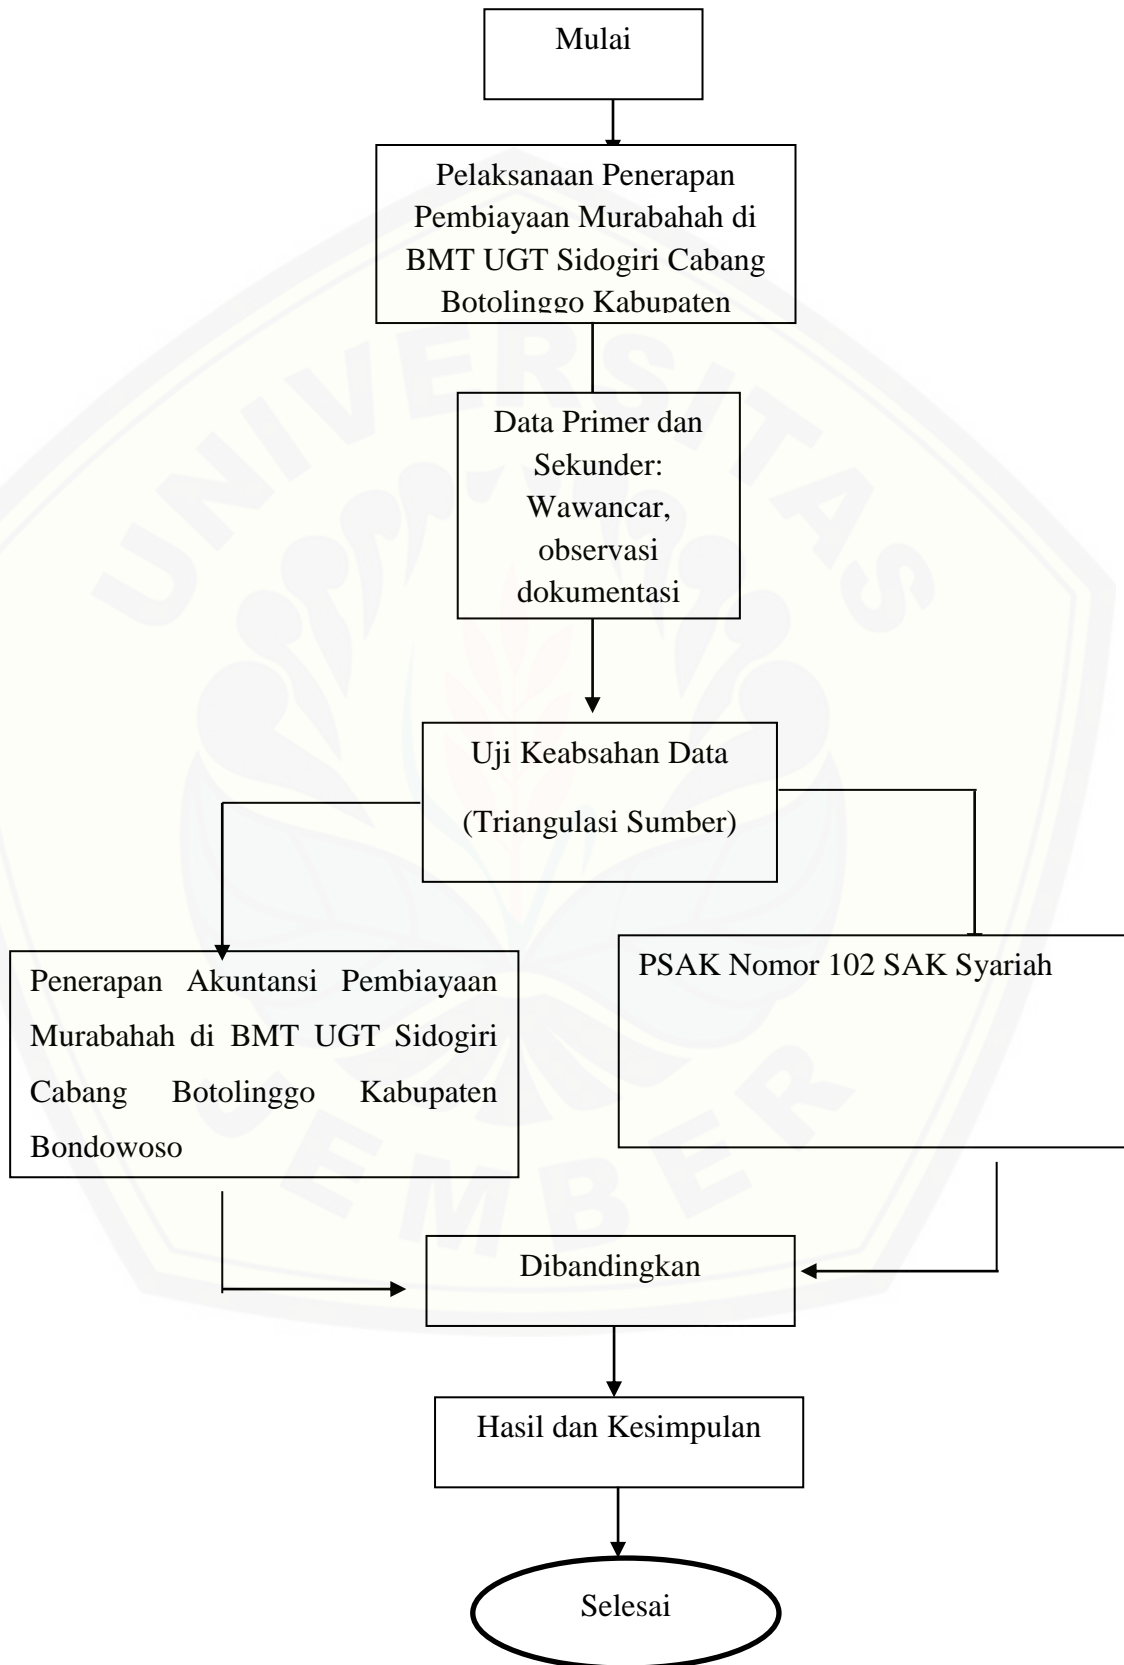 Mulai
Pelaksanaan Penerapan
Pembiayaan Murabahah di
BMT UGT Sidogiri Cabang
Botolinggo Kabupaten
Data Primer dan
Sekunder:
Wawancar,
observasi
dokumentasi
Uji Keabsahan Data
(Triangulasi Sumber)
Penerapan Akuntansi Pembiayaan
Murabahah di BMT UGT Sidogiri
Cabang Botolinggo Kabupaten
Bondowoso
PSAK Nomor 102 SAK Syariah
Dibandingkan
Hasil dan Kesimpulan
Selesai
UNIVERSITAS
JEMBER